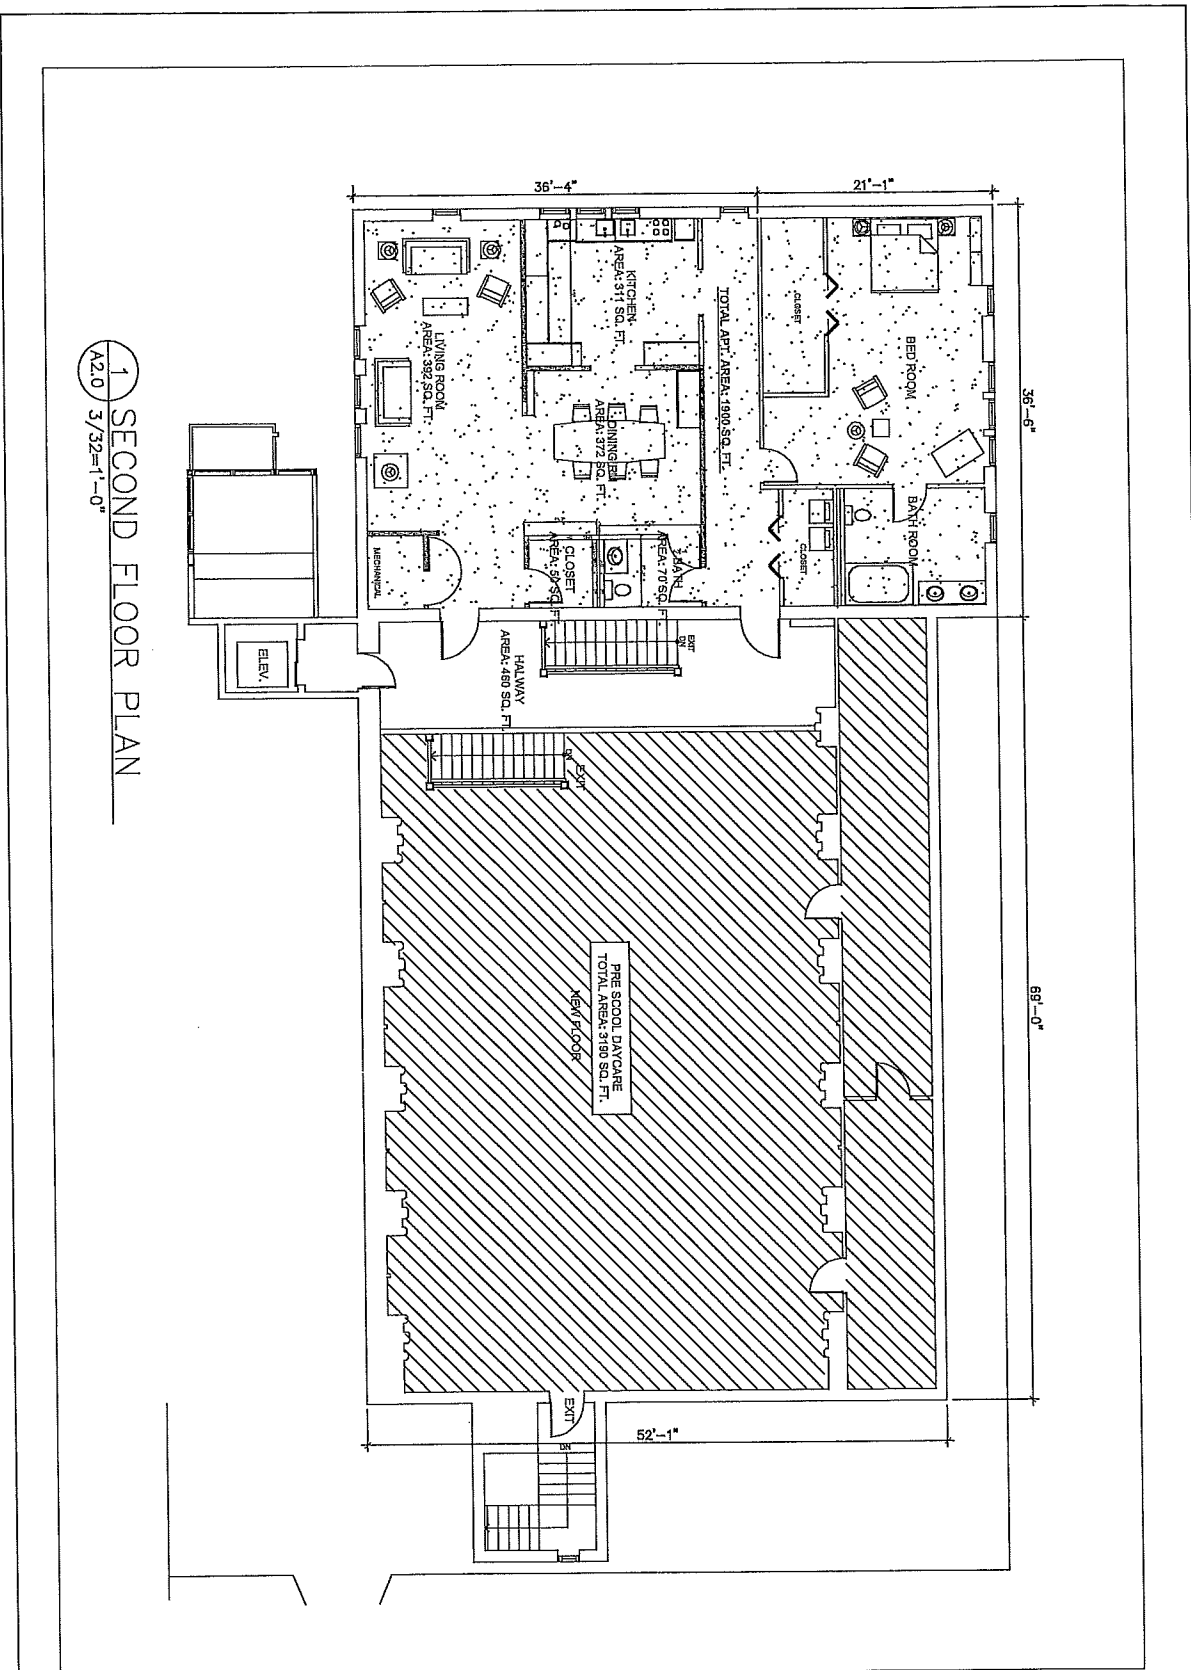 36'-4"
21'-1"
36'-6"
69'-0"
52'-1"
BED ROOM
CLOSET
BATH ROOM
CLOSET
TOTAL APT. AREA: 1900 SQ. FT.
KITCHEN
AREA: 311 SQ. FT.
DINING
AREA: 372 SQ. FT.
LIVING ROOM
AREA: 392 SQ. FT.
BATH
AREA: 70 SQ. FT.
CLOSET
AREA: 50 SQ. FT.
MECHANICAL
EXIT
DN
HALWAY
AREA: 460 SQ. FT.
ELEV.
EXIT
DN
PRE SCOOL DAYCARE
TOTAL AREA: 3190 SQ. FT.
NEW FLOOR
EXIT
DN
1
A2.0
SECOND FLOOR PLAN
3/32=1'-0"